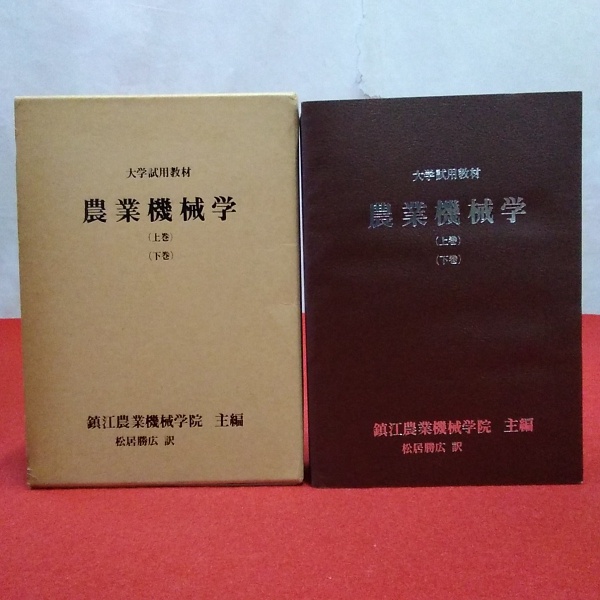 大学試用教材
農業機械学
(上巻)
(下巻)
鎮江農業機械学院 主編
松居勝広 訳
大学試用教材
農業機械学
(上巻)
(下巻)
鎮江農業機械学院 主編
松居勝広 訳